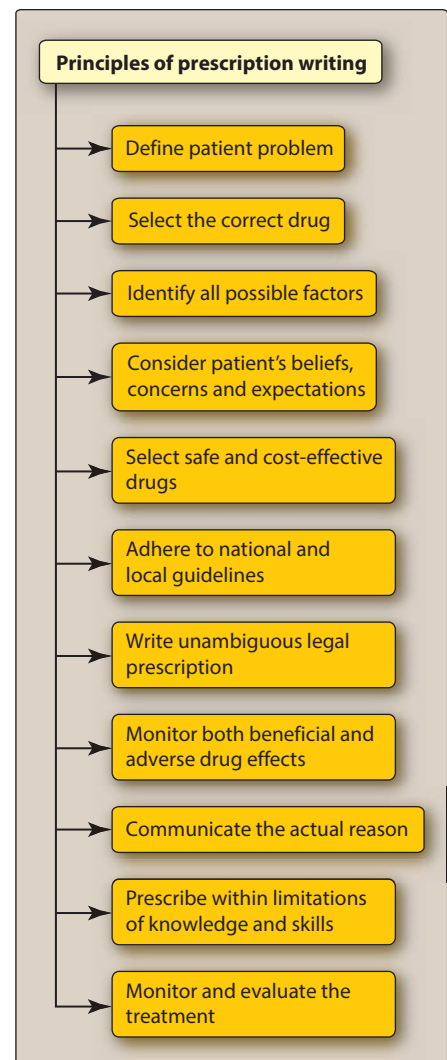 Principles of prescription writing
Define patient problem
Select the correct drug
Identify all possible factors
Consider patient's beliefs,
concerns and expectations
Select safe and cost-effective
drugs
Adhere to national and
local guidelines
Write unambiguous legal
prescription
Monitor both beneficial and
adverse drug effects
Communicate the actual reason
Prescribe within limitations
of knowledge and skills
Monitor and evaluate the
treatment